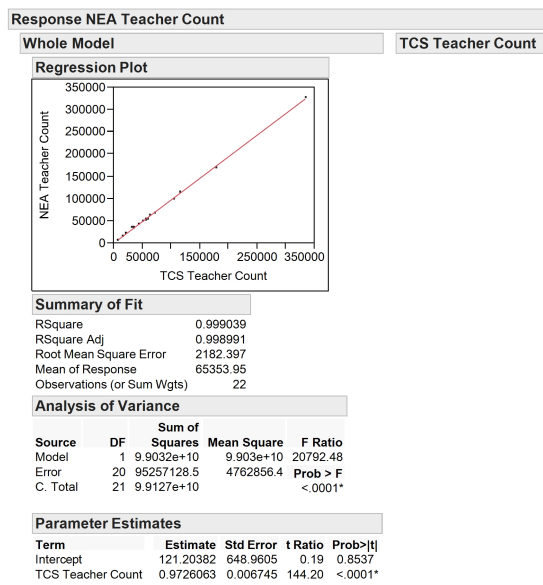 Response NEA Teacher Count
Whole Model
TCS Teacher Count
Regression Plot
350000
300000
250000
200000
150000
100000
50000
0
NEA Teacher Count
0 50000 150000 250000 350000
TCS Teacher Count
Summary of Fit
RSquare 0.999039
RSquare Adj 0.998991
Root Mean Square Error 2182.397
Mean of Response 65353.95
Observations (or Sum Wgts) 22
Analysis of Variance
Sum of
Source DF Squares Mean Square F Ratio
Model 1 9.9032e+10 9.903e+10 20792.48
Error 20 95257128.5 4762856.4 Prob > F
C. Total 21 9.9127e+10 <.0001*
Parameter Estimates
Term Estimate Std Error t Ratio Prob>|t|
Intercept 121.20382 648.9605 0.19 0.8537
TCS Teacher Count 0.9726063 0.006745 144.20 <.0001*